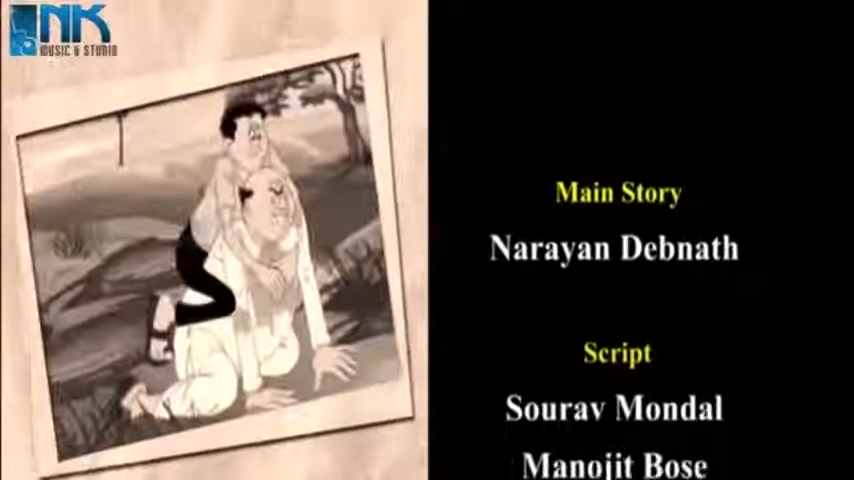 NK
MUSIC & STUDIO
Main Story
Narayan Debnath
Script
Sourav Mondal
Manojit Bose